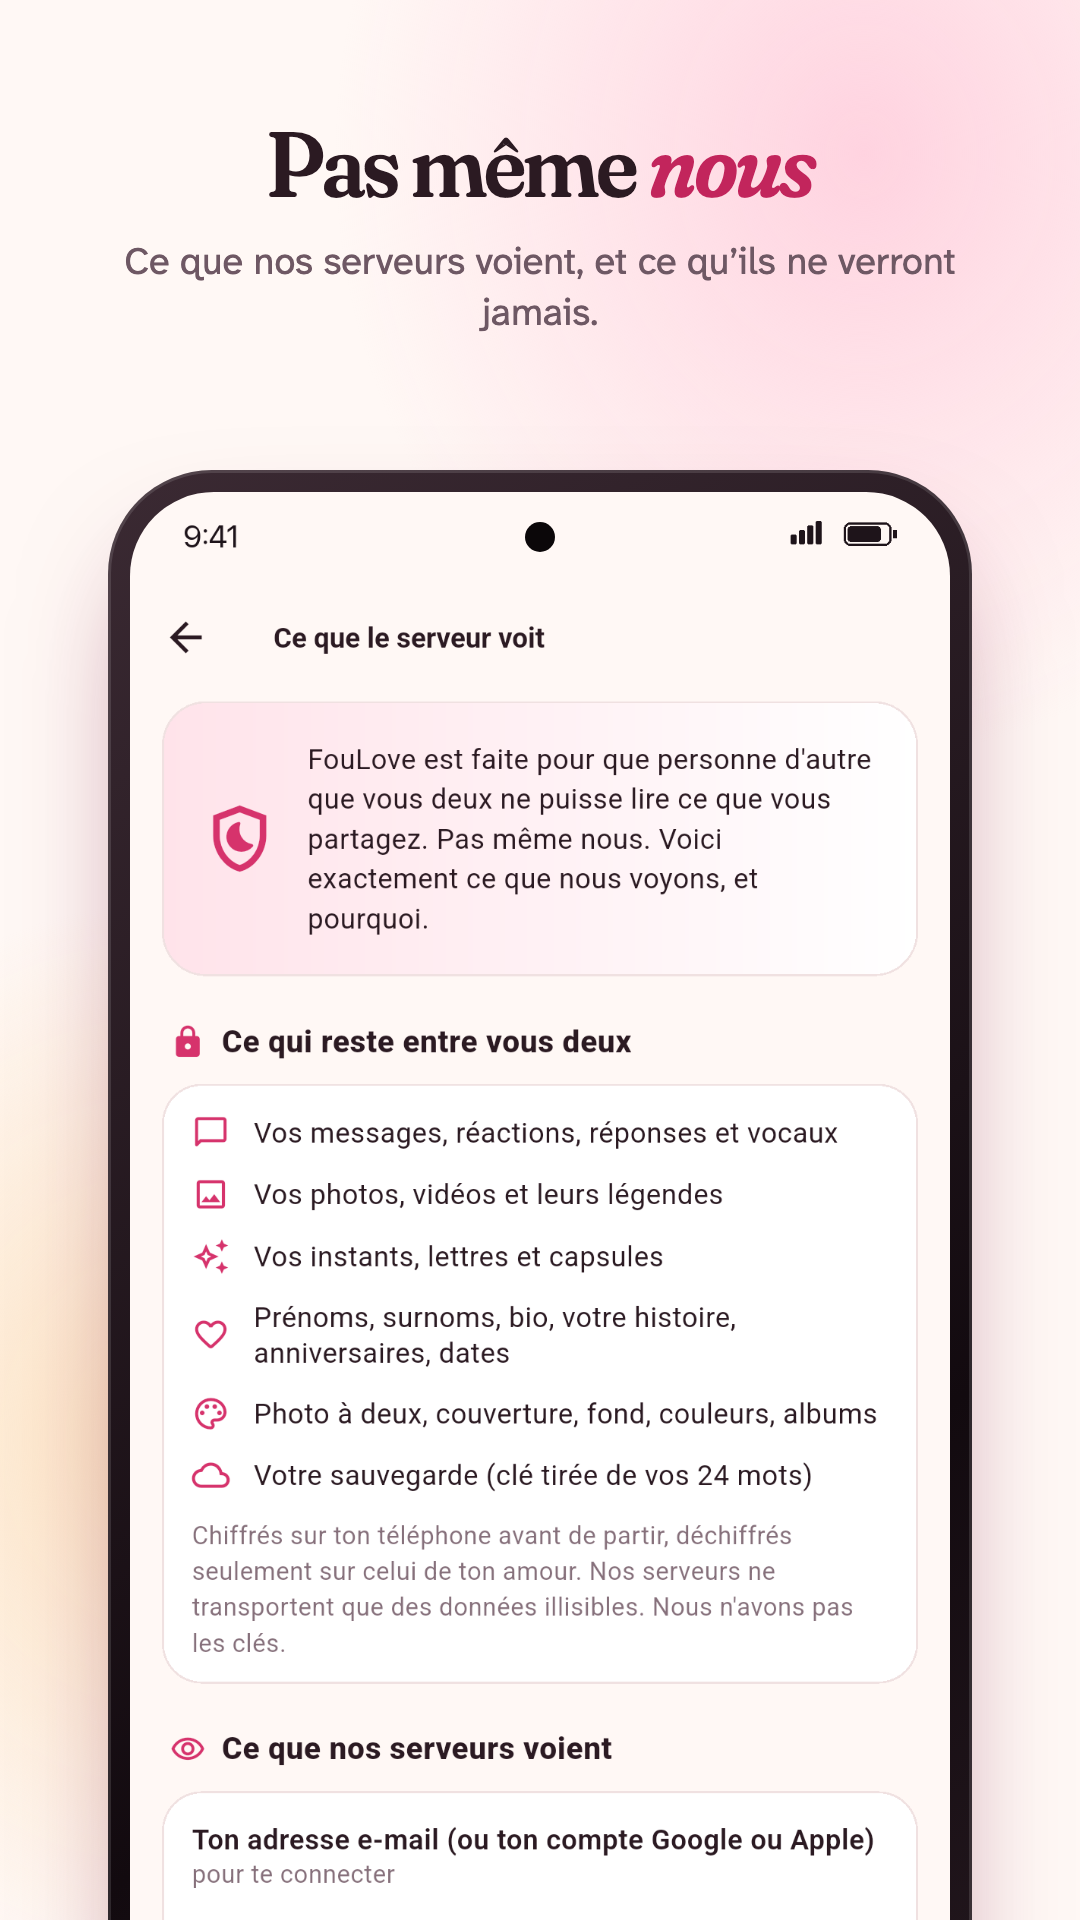 Pas même nous
Ce que nos serveurs voient, et ce qu’ils ne verront
jamais.
9:41
Ce que le serveur voit
FouLove est faite pour que personne d'autre
que vous deux ne puisse lire ce que vous
partagez. Pas même nous. Voici
exactement ce que nous voyons, et
pourquoi.
Ce qui reste entre vous deux
Vos messages, réactions, réponses et vocaux
Vos photos, vidéos et leurs légendes
Vos instants, lettres et capsules
Prénoms, surnoms, bio, votre histoire,
anniversaires, dates
Photo à deux, couverture, fond, couleurs, albums
Votre sauvegarde (clé tirée de vos 24 mots)
Chiffrés sur ton téléphone avant de partir, déchiffrés
seulement sur celui de ton amour. Nos serveurs ne
transportent que des données illisibles. Nous n'avons pas
les clés.
Ce que nos serveurs voient
Ton adresse e-mail (ou ton compte Google ou Apple)
pour te connecter